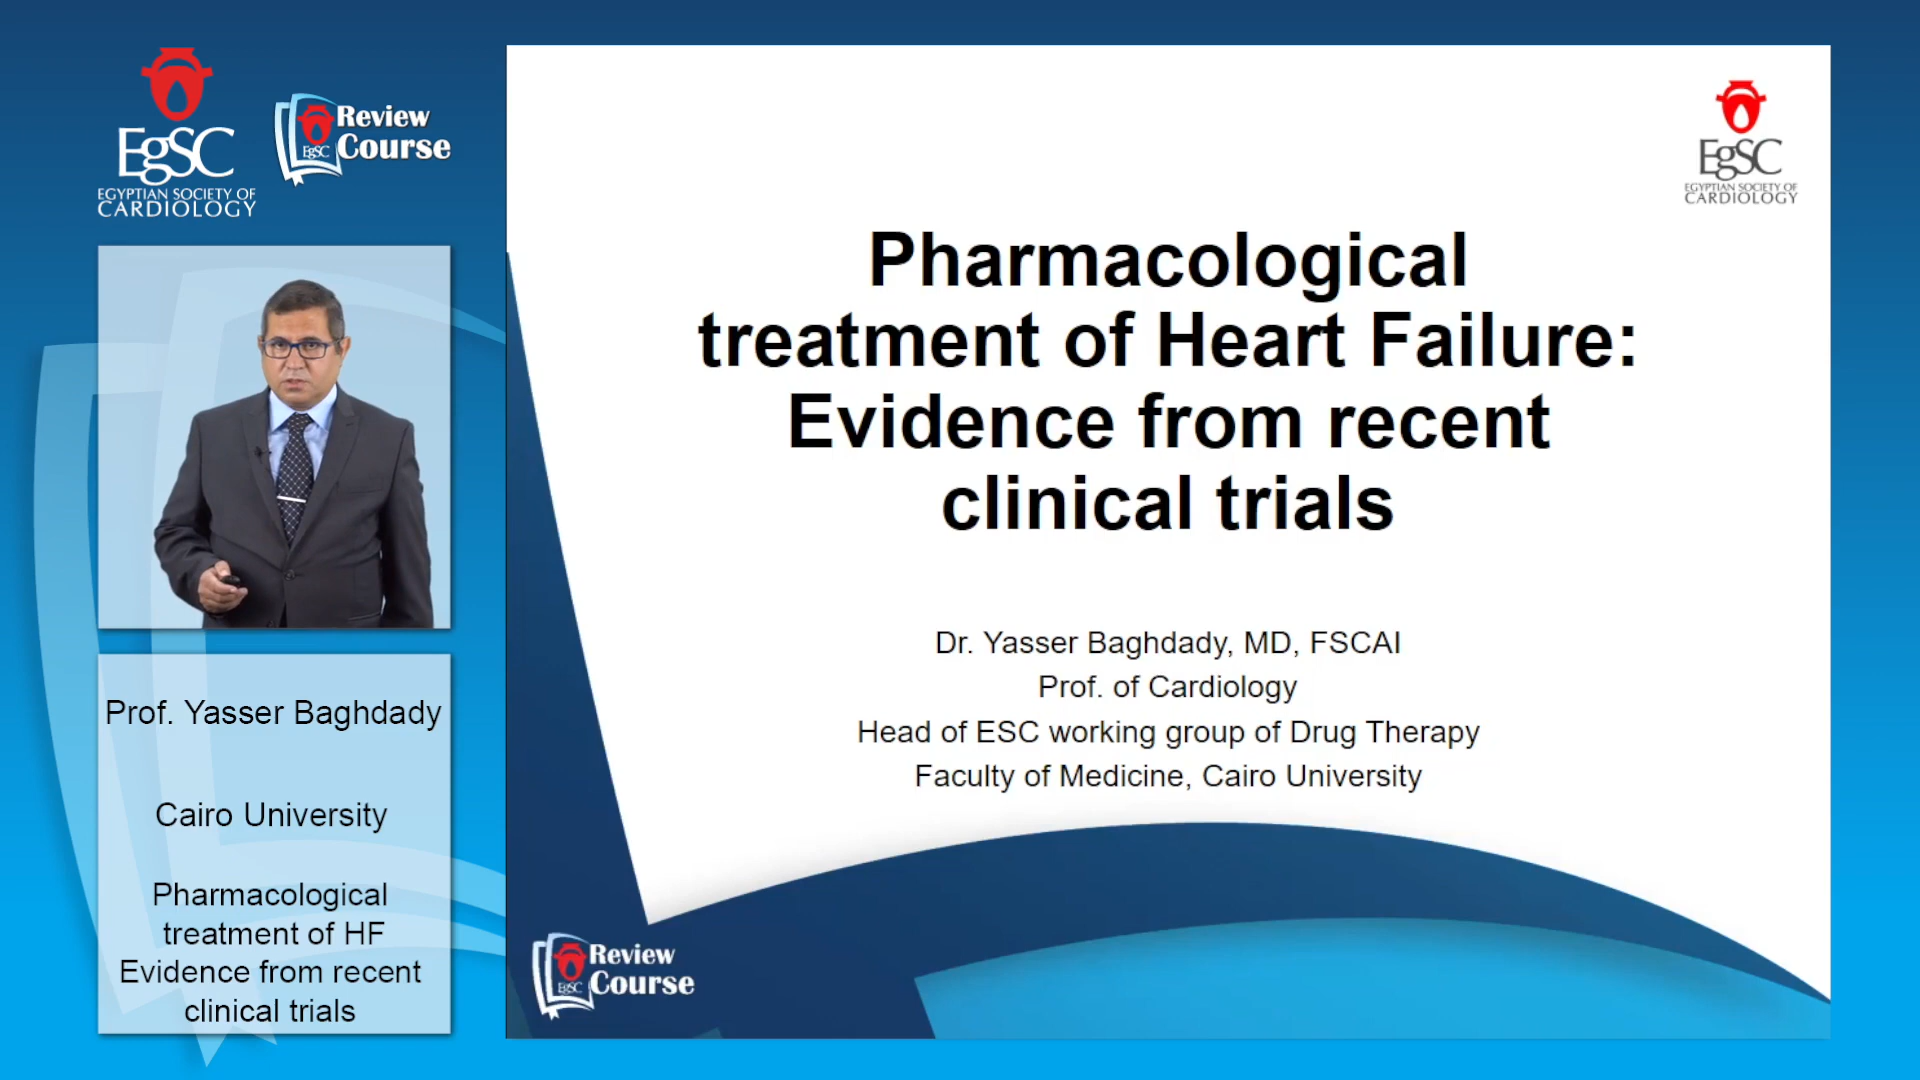 EgSC
EGYPTIAN SOCIETY OF
CARDIOLOGY
Review
Course
EgSC
Prof. Yasser Baghdady
Cairo University
Pharmacological
treatment of HF
Evidence from recent
clinical trials
EgSC
EGYPTIAN SOCIETY OF
CARDIOLOGY
Pharmacological
treatment of Heart Failure:
Evidence from recent
clinical trials
Dr. Yasser Baghdady, MD, FSCAI
Prof. of Cardiology
Head of ESC working group of Drug Therapy
Faculty of Medicine, Cairo University
Review
Course
EgSC